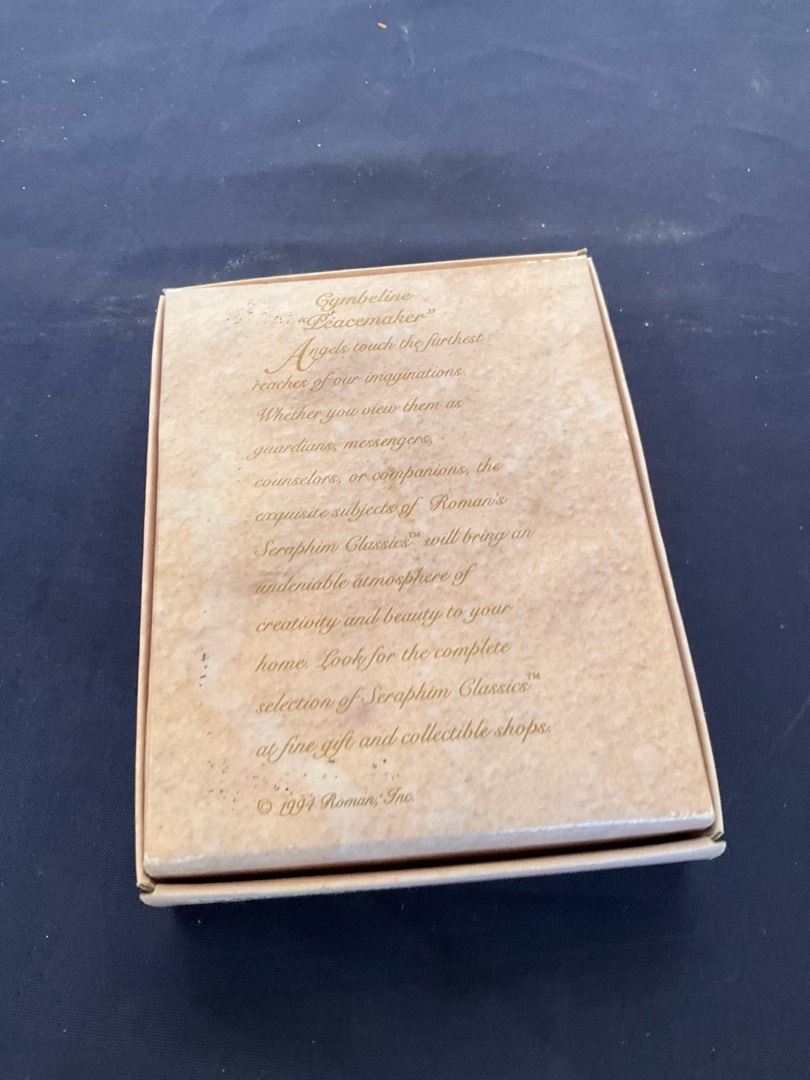 Cymbeline
"Peacemaker"
Angels touch the furthest
reaches of our imaginations.
Whether you view them as
guardians, messengers,
counselors, or companions, the
exquisite subjects of Roman's
Seraphim Classics™ will bring an
undeniable atmosphere of
creativity and beauty to your
home. Look for the complete
selection of Seraphim Classics™
at fine gift and collectible shops.
© 1994 Roman, Inc.